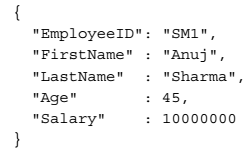 {
  "EmployeeID": "SM1",
  "FirstName" : "Anuj",
  "LastName"  : "Sharma",
  "Age"       : 45,
  "Salary"    : 10000000
}